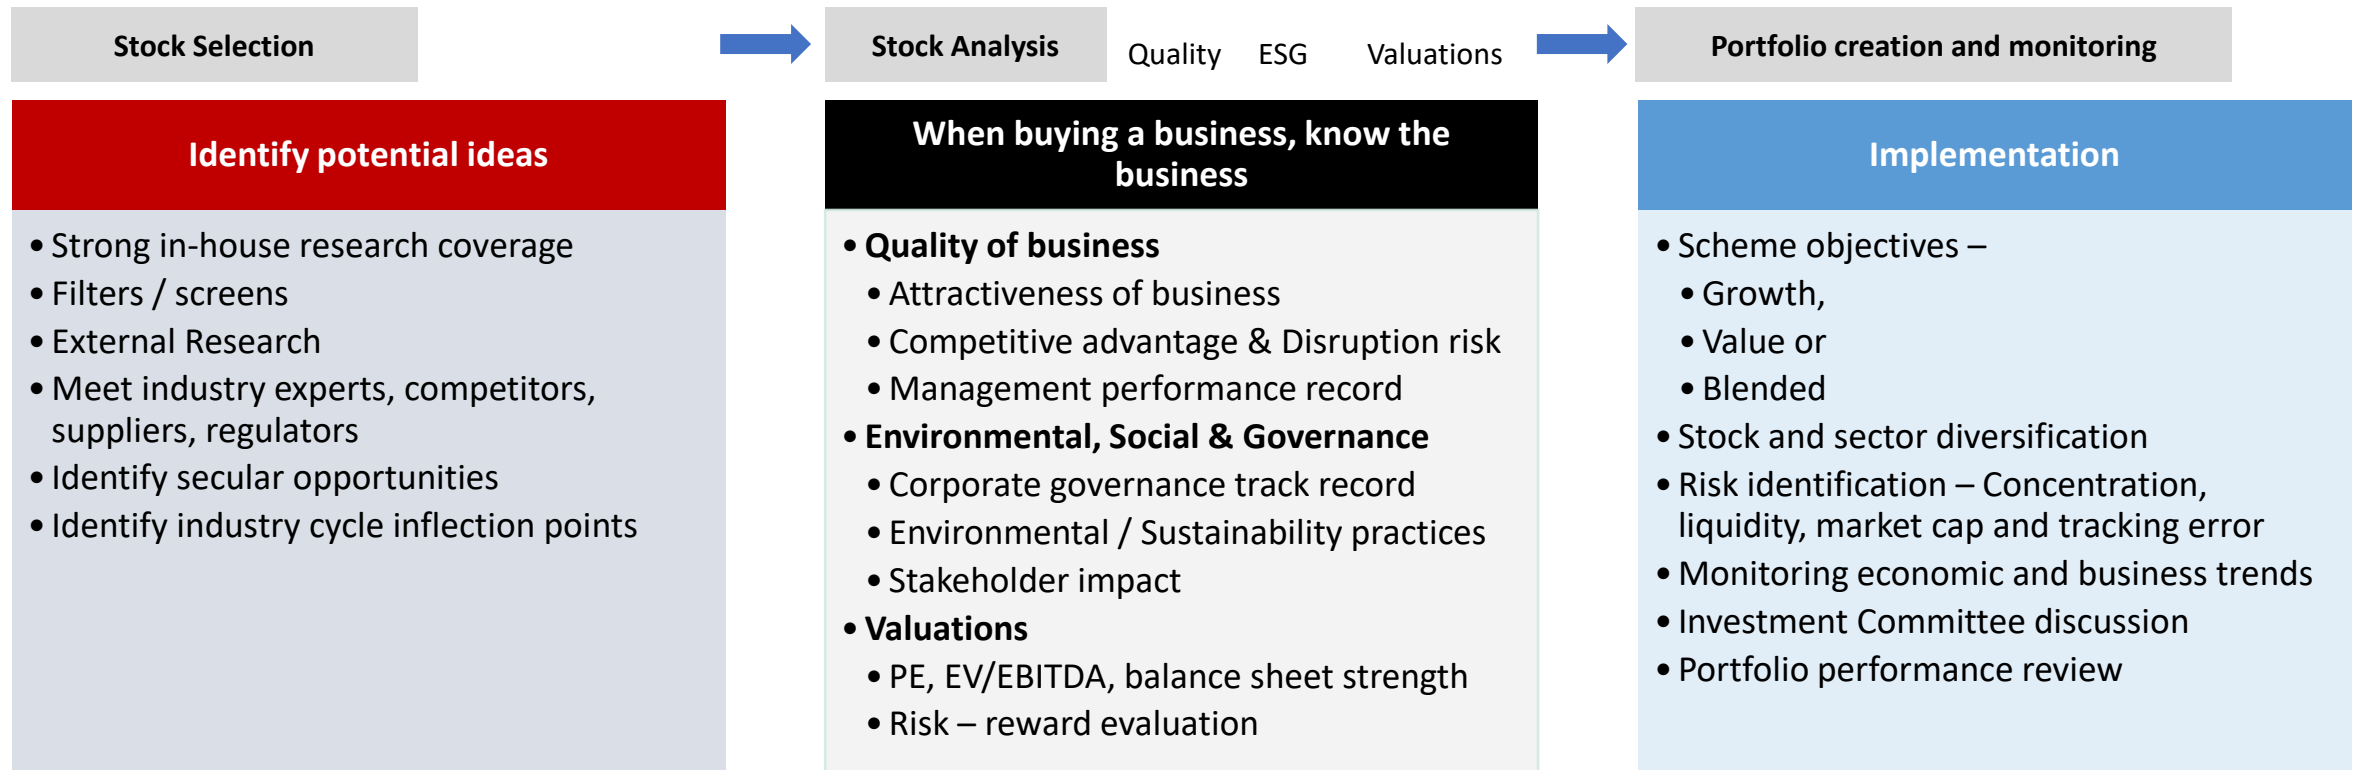 Stock Selection
Stock Analysis
Quality ESG Valuations
Portfolio creation and monitoring
Identify potential ideas
• Strong in-house research coverage
• Filters / screens
• External Research
• Meet industry experts, competitors,
suppliers, regulators
• Identify secular opportunities
• Identify industry cycle inflection points
When buying a business, know the
business
• Quality of business
• Attractiveness of business
• Competitive advantage & Disruption risk
• Management performance record
• Environmental, Social & Governance
• Corporate governance track record
• Environmental / Sustainability practices
• Stakeholder impact
• Valuations
• PE, EV/EBITDA, balance sheet strength
• Risk – reward evaluation
Implementation
• Scheme objectives –
• Growth,
• Value or
• Blended
• Stock and sector diversification
• Risk identification – Concentration,
liquidity, market cap and tracking error
• Monitoring economic and business trends
• Investment Committee discussion
• Portfolio performance review